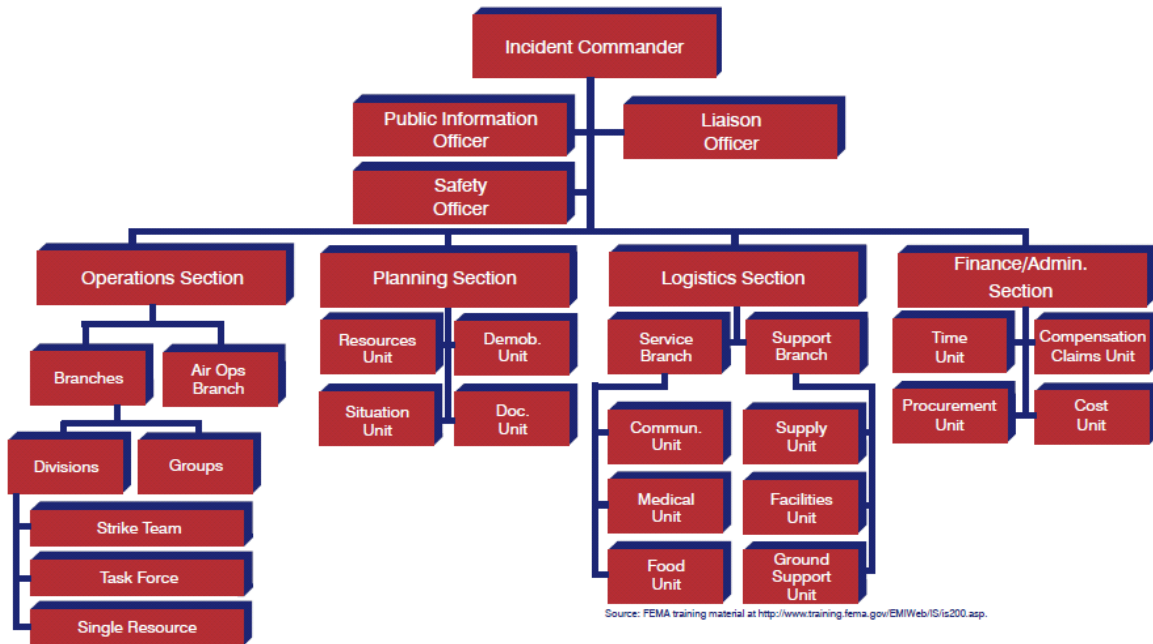 Incident Commander
Public Information
Officer
Liaison
Officer
Safety
Officer
Operations Section
Planning Section
Logistics Section
Finance/Admin.
Section
Branches
Air Ops
Branch
Divisions
Groups
Strike Team
Task Force
Single Resource
Resources
Unit
Demob.
Unit
Situation
Unit
Doc.
Unit
Service
Branch
Support
Branch
Commun.
Unit
Supply
Unit
Medical
Unit
Facilities
Unit
Food
Unit
Ground
Support
Unit
Time
Unit
Compensation
Claims Unit
Procurement
Unit
Cost
Unit
Source: FEMA training material at http://www.training.fema.gov/EMIWeb/IS/is200.asp.